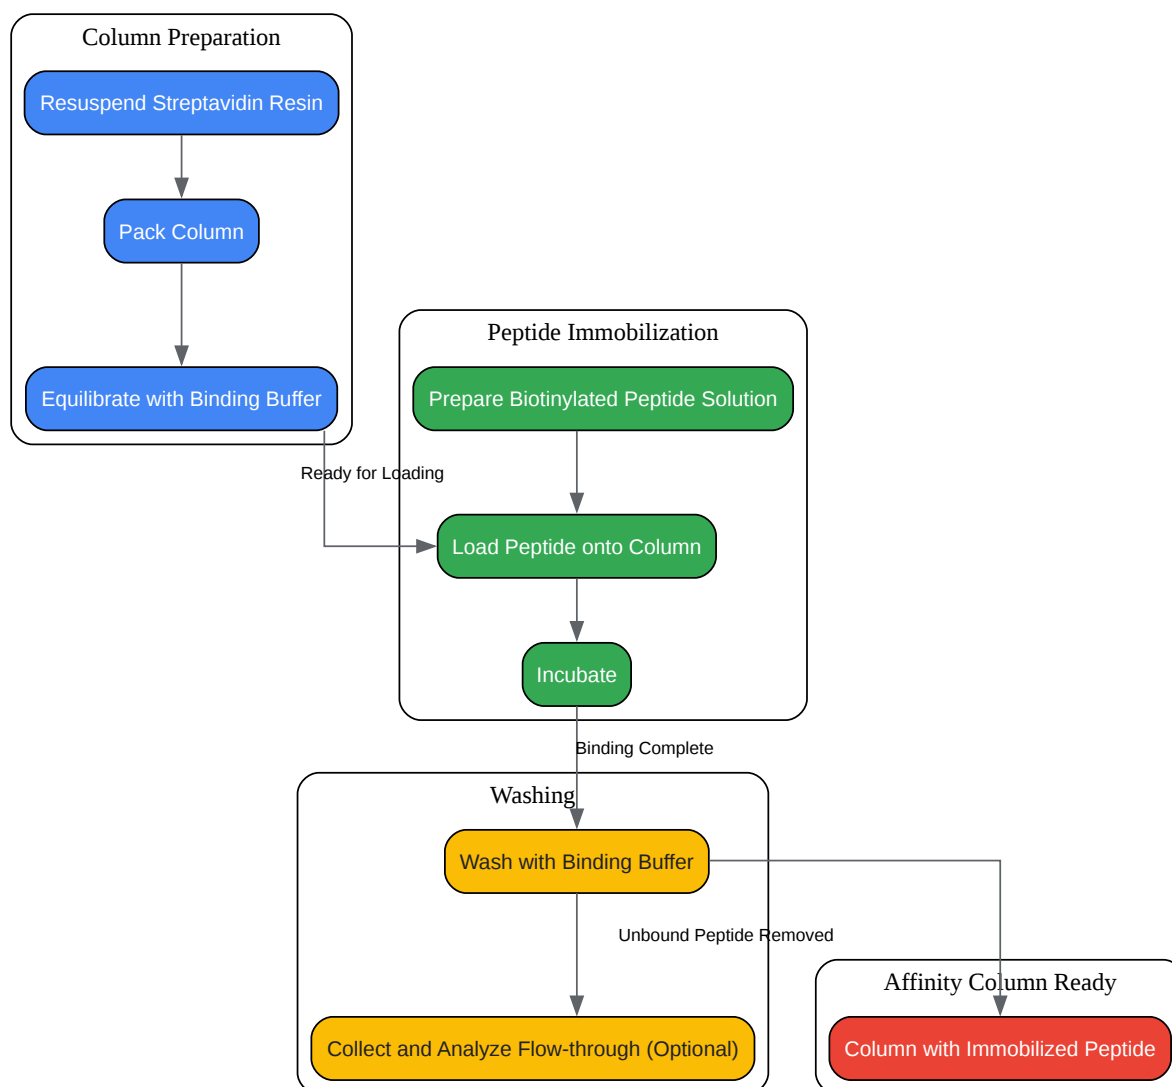 Column Preparation
Resuspend Streptavidin Resin
Pack Column
Equilibrate with Binding Buffer
Ready for Loading
Peptide Immobilization
Prepare Biotinylated Peptide Solution
Load Peptide onto Column
Incubate
Binding Complete
Washing
Wash with Binding Buffer
Unbound Peptide Removed
Collect and Analyze Flow-through (Optional)
Affinity Column Ready
Column with Immobilized Peptide